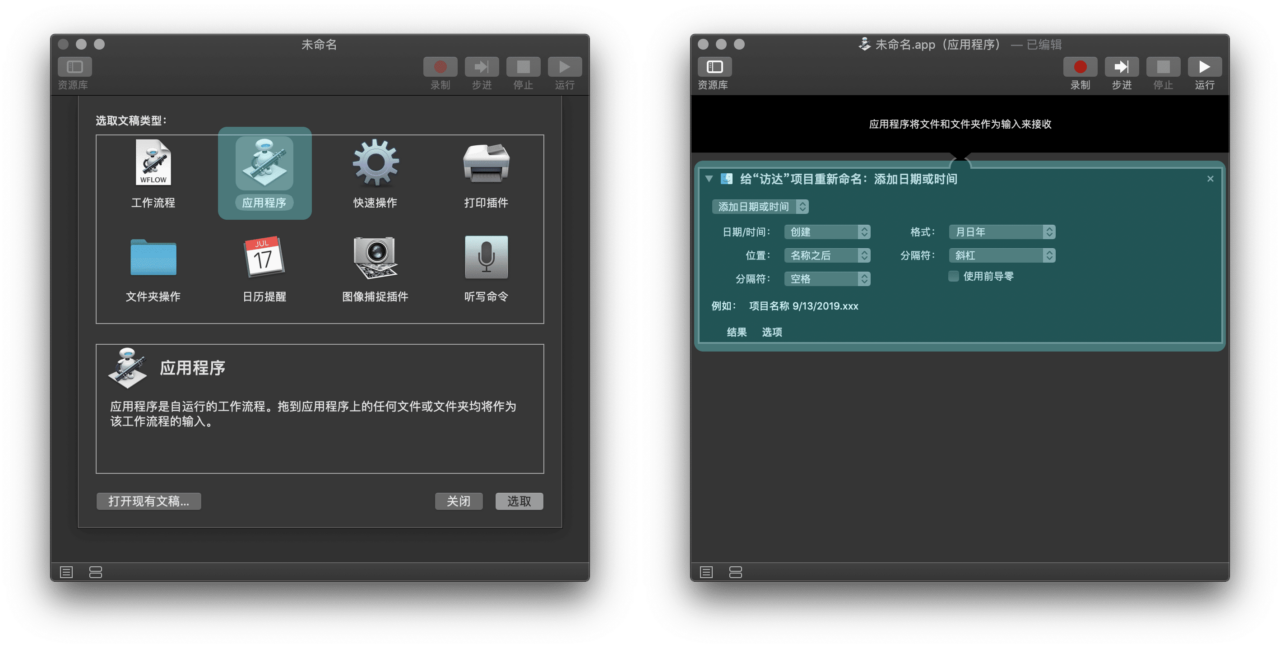 未命名
资源库
录制
步进
停止
运行
选取文稿类型：
WFLOW
工作流程
应用程序
快速操作
打印插件
JUL
17
文件夹操作
日历提醒
图像捕捉插件
听写命令
应用程序
应用程序是自运行的工作流程。拖到应用程序上的任何文件或文件夹均将作为
该工作流程的输入。
打开现有文稿...
关闭
选取
未命名.app（应用程序） — 已编辑
资源库
录制
步进
停止
运行
应用程序将文件和文件夹作为输入来接收
给“访达”项目重新命名：添加日期或时间
添加日期或时间
日期/时间： 创建 格式： 月日年
位置： 名称之后 分隔符： 斜杠
分隔符： 空格 使用前导零
例如： 项目名称 9/13/2019.xxx
结果 选项